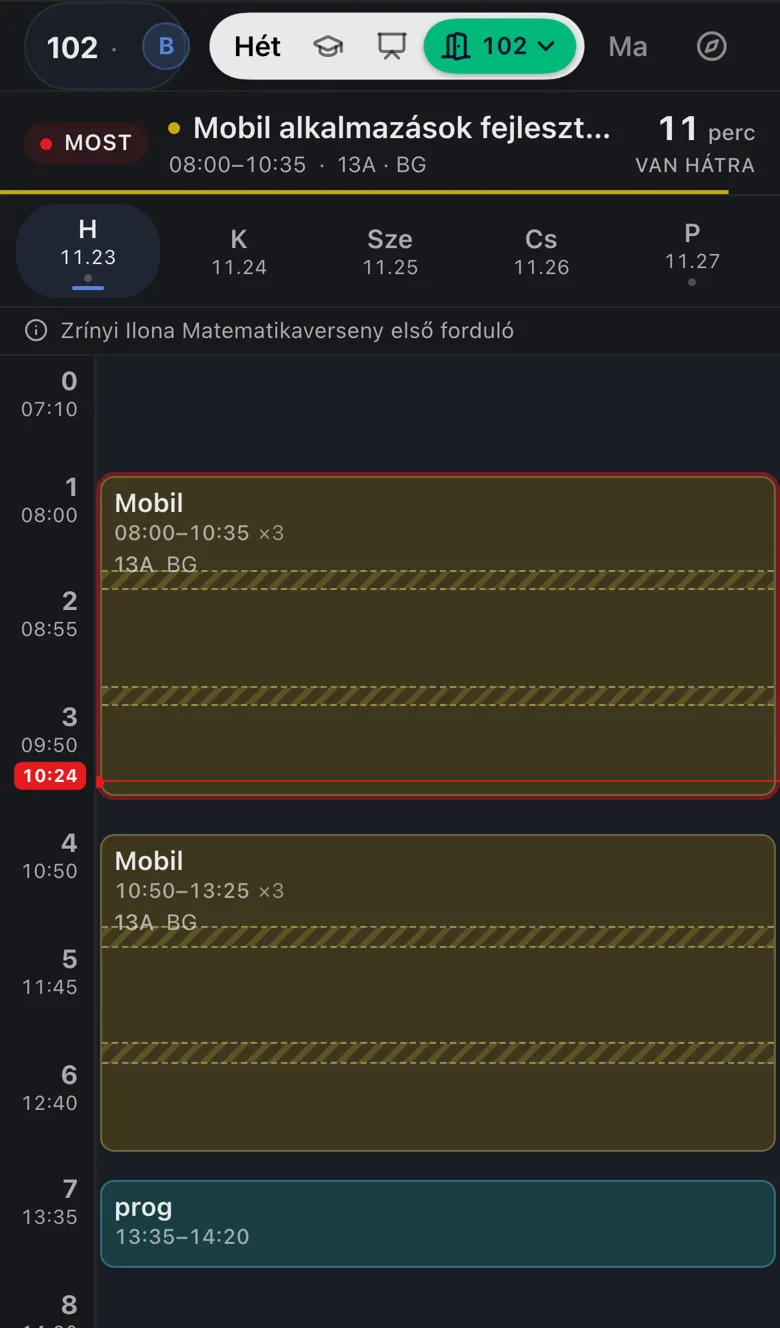 102 · B Hét 102 Ma
MOST
Mobil alkalmazások fejleszt...
08:00–10:35 · 13A · BG
11 perc
VAN HÁTRA
H
11.23
K
11.24
Sze
11.25
Cs
11.26
P
11.27
Zrínyi Ilona Matematikaverseny első forduló
0
07:10
1
08:00
Mobil
08:00–10:35 ×3
13A BG
2
08:55
3
09:50
10:24
4
10:50
Mobil
10:50–13:25 ×3
13A BG
5
11:45
6
12:40
7
13:35
prog
13:35–14:20
8